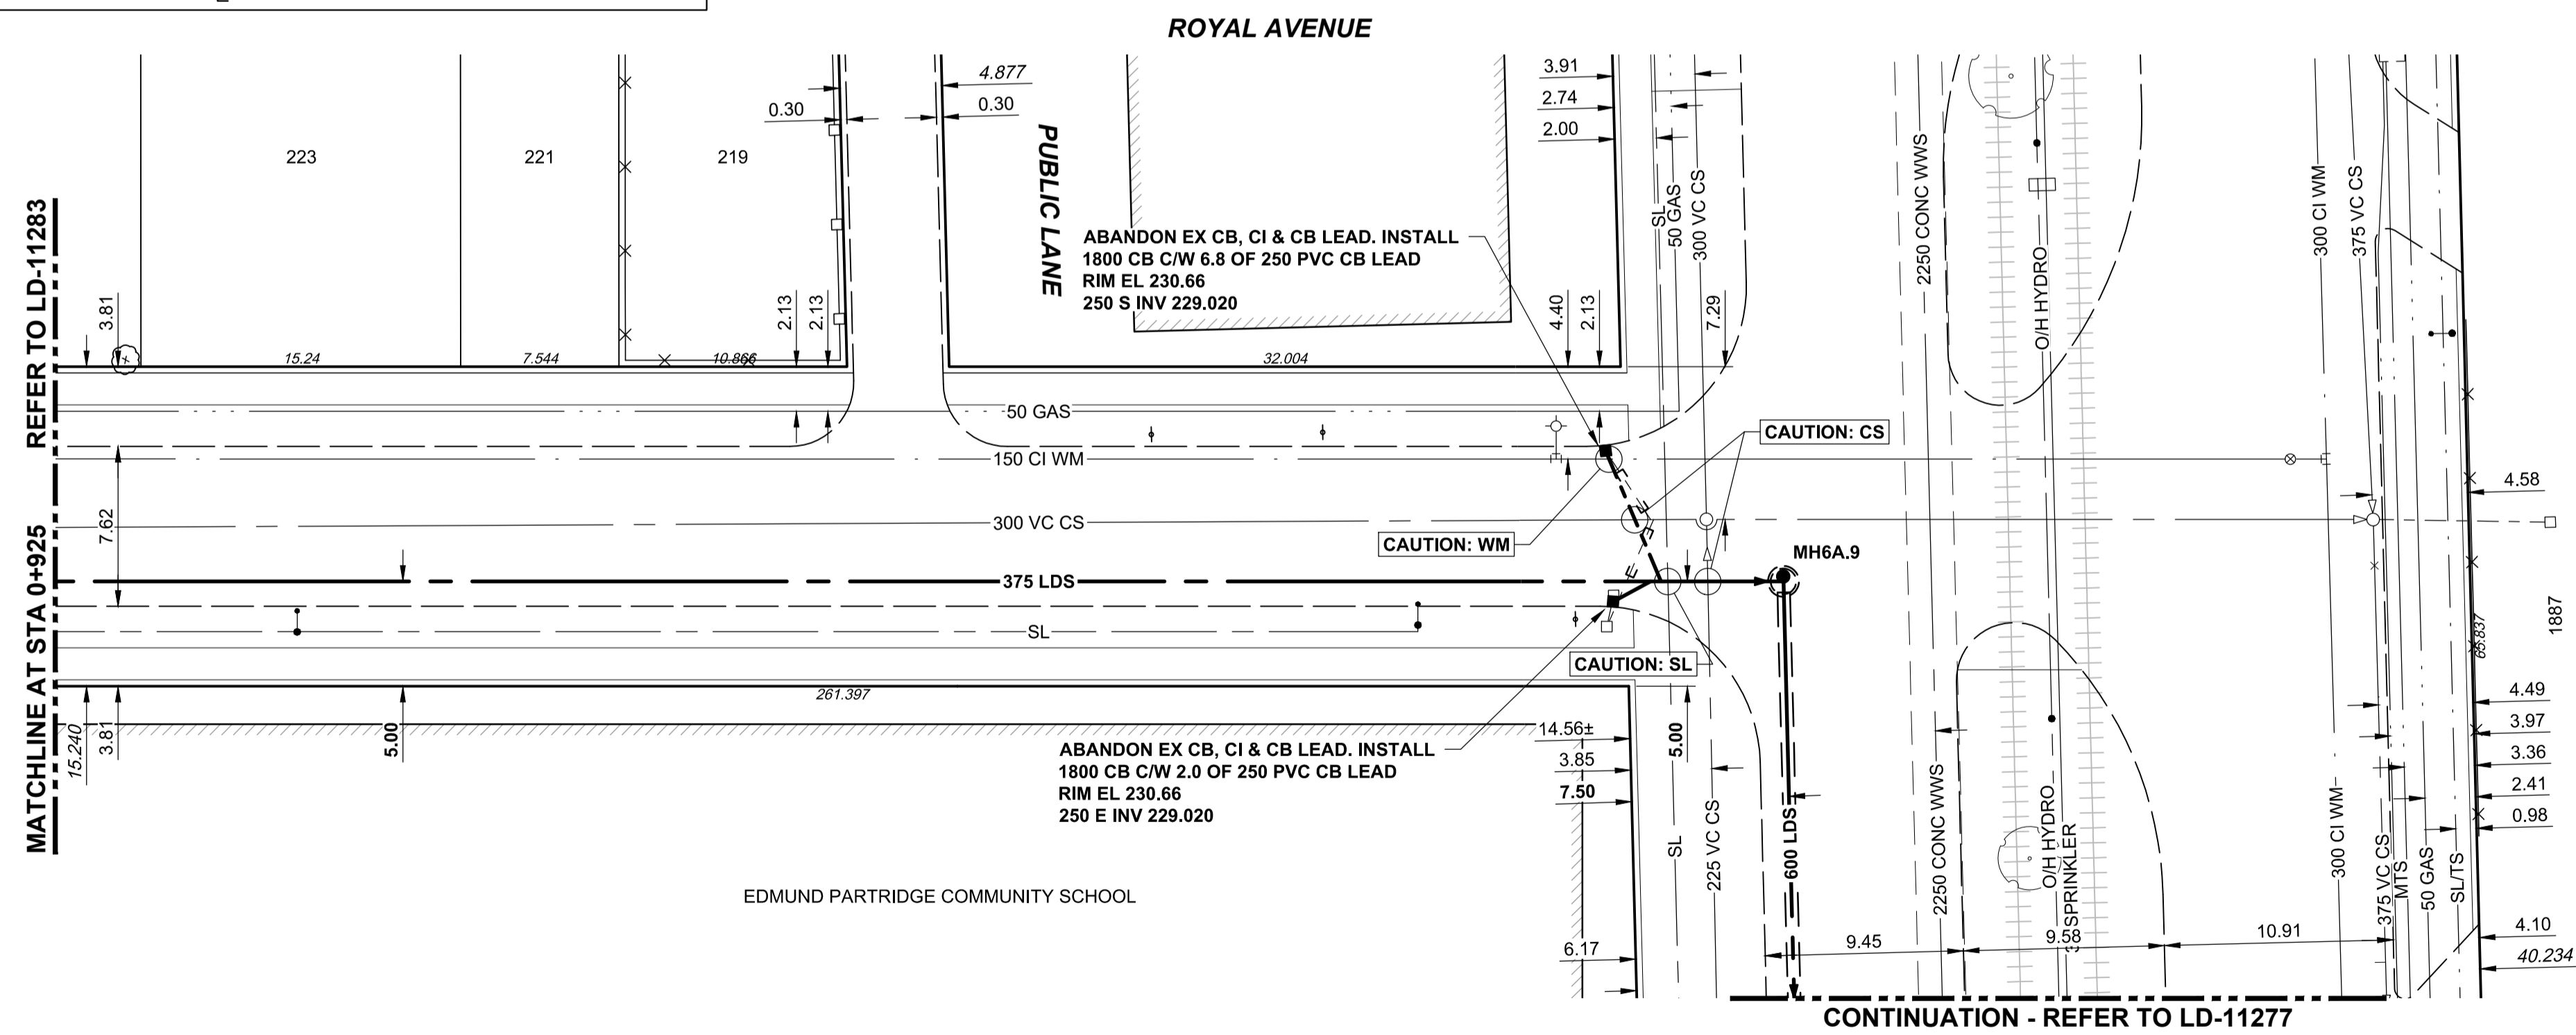 ROYAL AVENUE
4.877
0.30
0.30
3.91
2.74
2.00
223
221
219
PUBLIC LANE
SL
50 GAS
300 VC CS
2250 CONC WWS
O/H HYDRO
300 CI WM
375 VC CS
REFER TO LD-11283
ABANDON EX CB, CI & CB LEAD. INSTALL
1800 CB C/W 6.8 OF 250 PVC CB LEAD
RIM EL 230.66
250 S INV 229.020
3.81
2.13
2.13
4.40
2.13
7.29
15.24
7.544
10.866
32.004
50 GAS
CAUTION: CS
150 CI WM
4.58
7.62
300 VC CS
CAUTION: WM
E
E
E
MH6A.9
375 LDS
SL
1887
65.837
CAUTION: SL
MATCHLINE AT STA 0+925
261.397
15.240
3.81
5.00
14.56±
3.85
7.50
5.00
4.49
3.97
3.36
2.41
0.98
ABANDON EX CB, CI & CB LEAD. INSTALL
1800 CB C/W 2.0 OF 250 PVC CB LEAD
RIM EL 230.66
250 E INV 229.020
SL
225 VC CS
600 LDS
2250 CONC WWS
O/H HYDRO
SPRINKLER
300 CI WM
375 VC CS
MTS
50 GAS
SL/TS
EDMUND PARTRIDGE COMMUNITY SCHOOL
6.17
9.45
9.58
10.91
4.10
40.234
CONTINUATION - REFER TO LD-11277